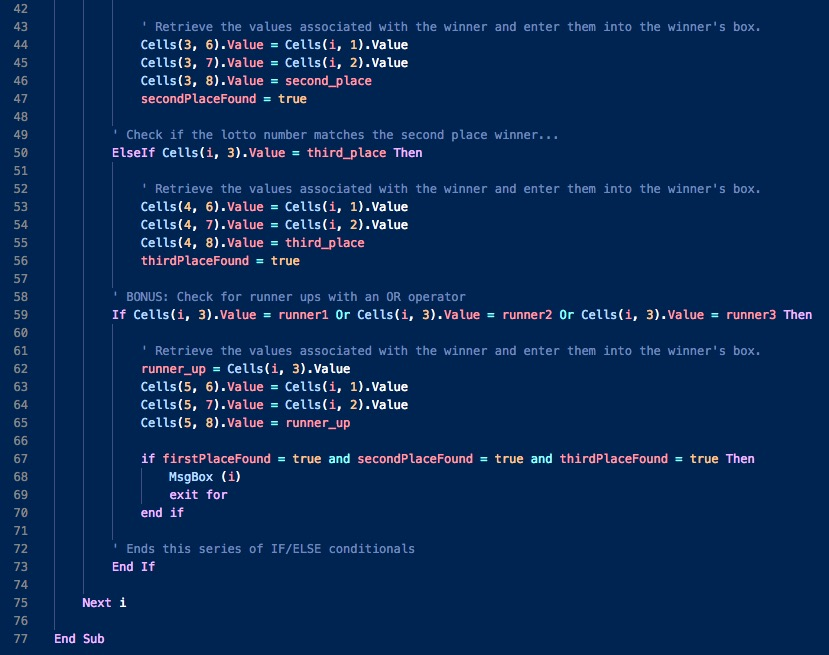 42
43 ' Retrieve the values associated with the winner and enter them into the winner's box.
44 Cells(3, 6).Value = Cells(i, 1).Value
45 Cells(3, 7).Value = Cells(i, 2).Value
46 Cells(3, 8).Value = second_place
47 secondPlaceFound = true
48
49 ' Check if the lotto number matches the second place winner...
50 ElseIf Cells(i, 3).Value = third_place Then
51
52 ' Retrieve the values associated with the winner and enter them into the winner's box.
53 Cells(4, 6).Value = Cells(i, 1).Value
54 Cells(4, 7).Value = Cells(i, 2).Value
55 Cells(4, 8).Value = third_place
56 thirdPlaceFound = true
57
58 ' BONUS: Check for runner ups with an OR operator
59 If Cells(i, 3).Value = runner1 Or Cells(i, 3).Value = runner2 Or Cells(i, 3).Value = runner3 Then
60
61 ' Retrieve the values associated with the winner and enter them into the winner's box.
62 runner_up = Cells(i, 3).Value
63 Cells(5, 6).Value = Cells(i, 1).Value
64 Cells(5, 7).Value = Cells(i, 2).Value
65 Cells(5, 8).Value = runner_up
66
67 if firstPlaceFound = true and secondPlaceFound = true and thirdPlaceFound = true Then
68 MsgBox (i)
69 exit for
70 end if
71
72 ' Ends this series of IF/ELSE conditionals
73 End If
74
75 Next i
76
77 End Sub